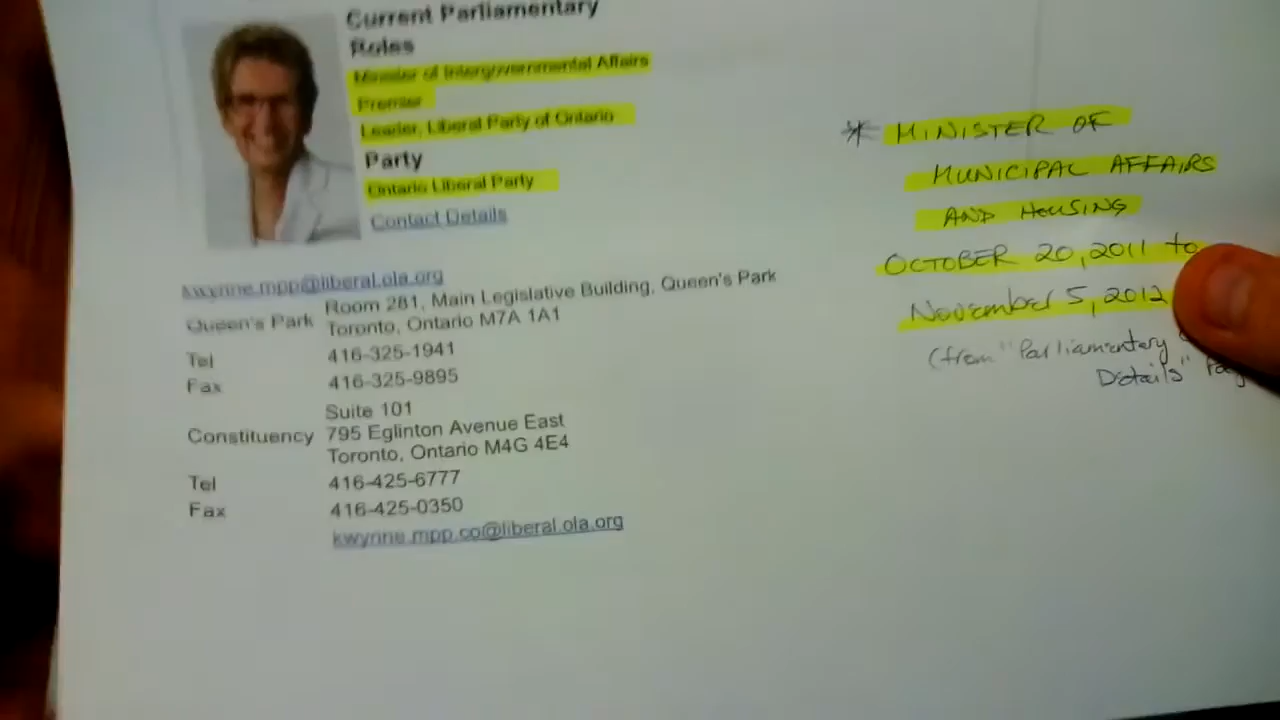 Current Parliamentary
Roles
Minister of Intergovernmental Affairs
Premier
Leader, Liberal Party of Ontario
Party
Ontario Liberal Party
Contact Details
kwynne.mpp@liberal.ola.org
Queen's Park Room 281, Main Legislative Building, Queen's Park
Toronto, Ontario M7A 1A1
Tel 416-325-1941
Fax 416-325-9895
Suite 101
Constituency 795 Eglinton Avenue East
Toronto, Ontario M4G 4E4
Tel 416-425-6777
Fax 416-425-0350
kwynne.mpp.co@liberal.ola.org
* MINISTER OF
MUNICIPAL AFFAIRS
AND HOUSING
OCTOBER 20, 2011 to
November 5, 2012
(from "Parliamentary
Details"